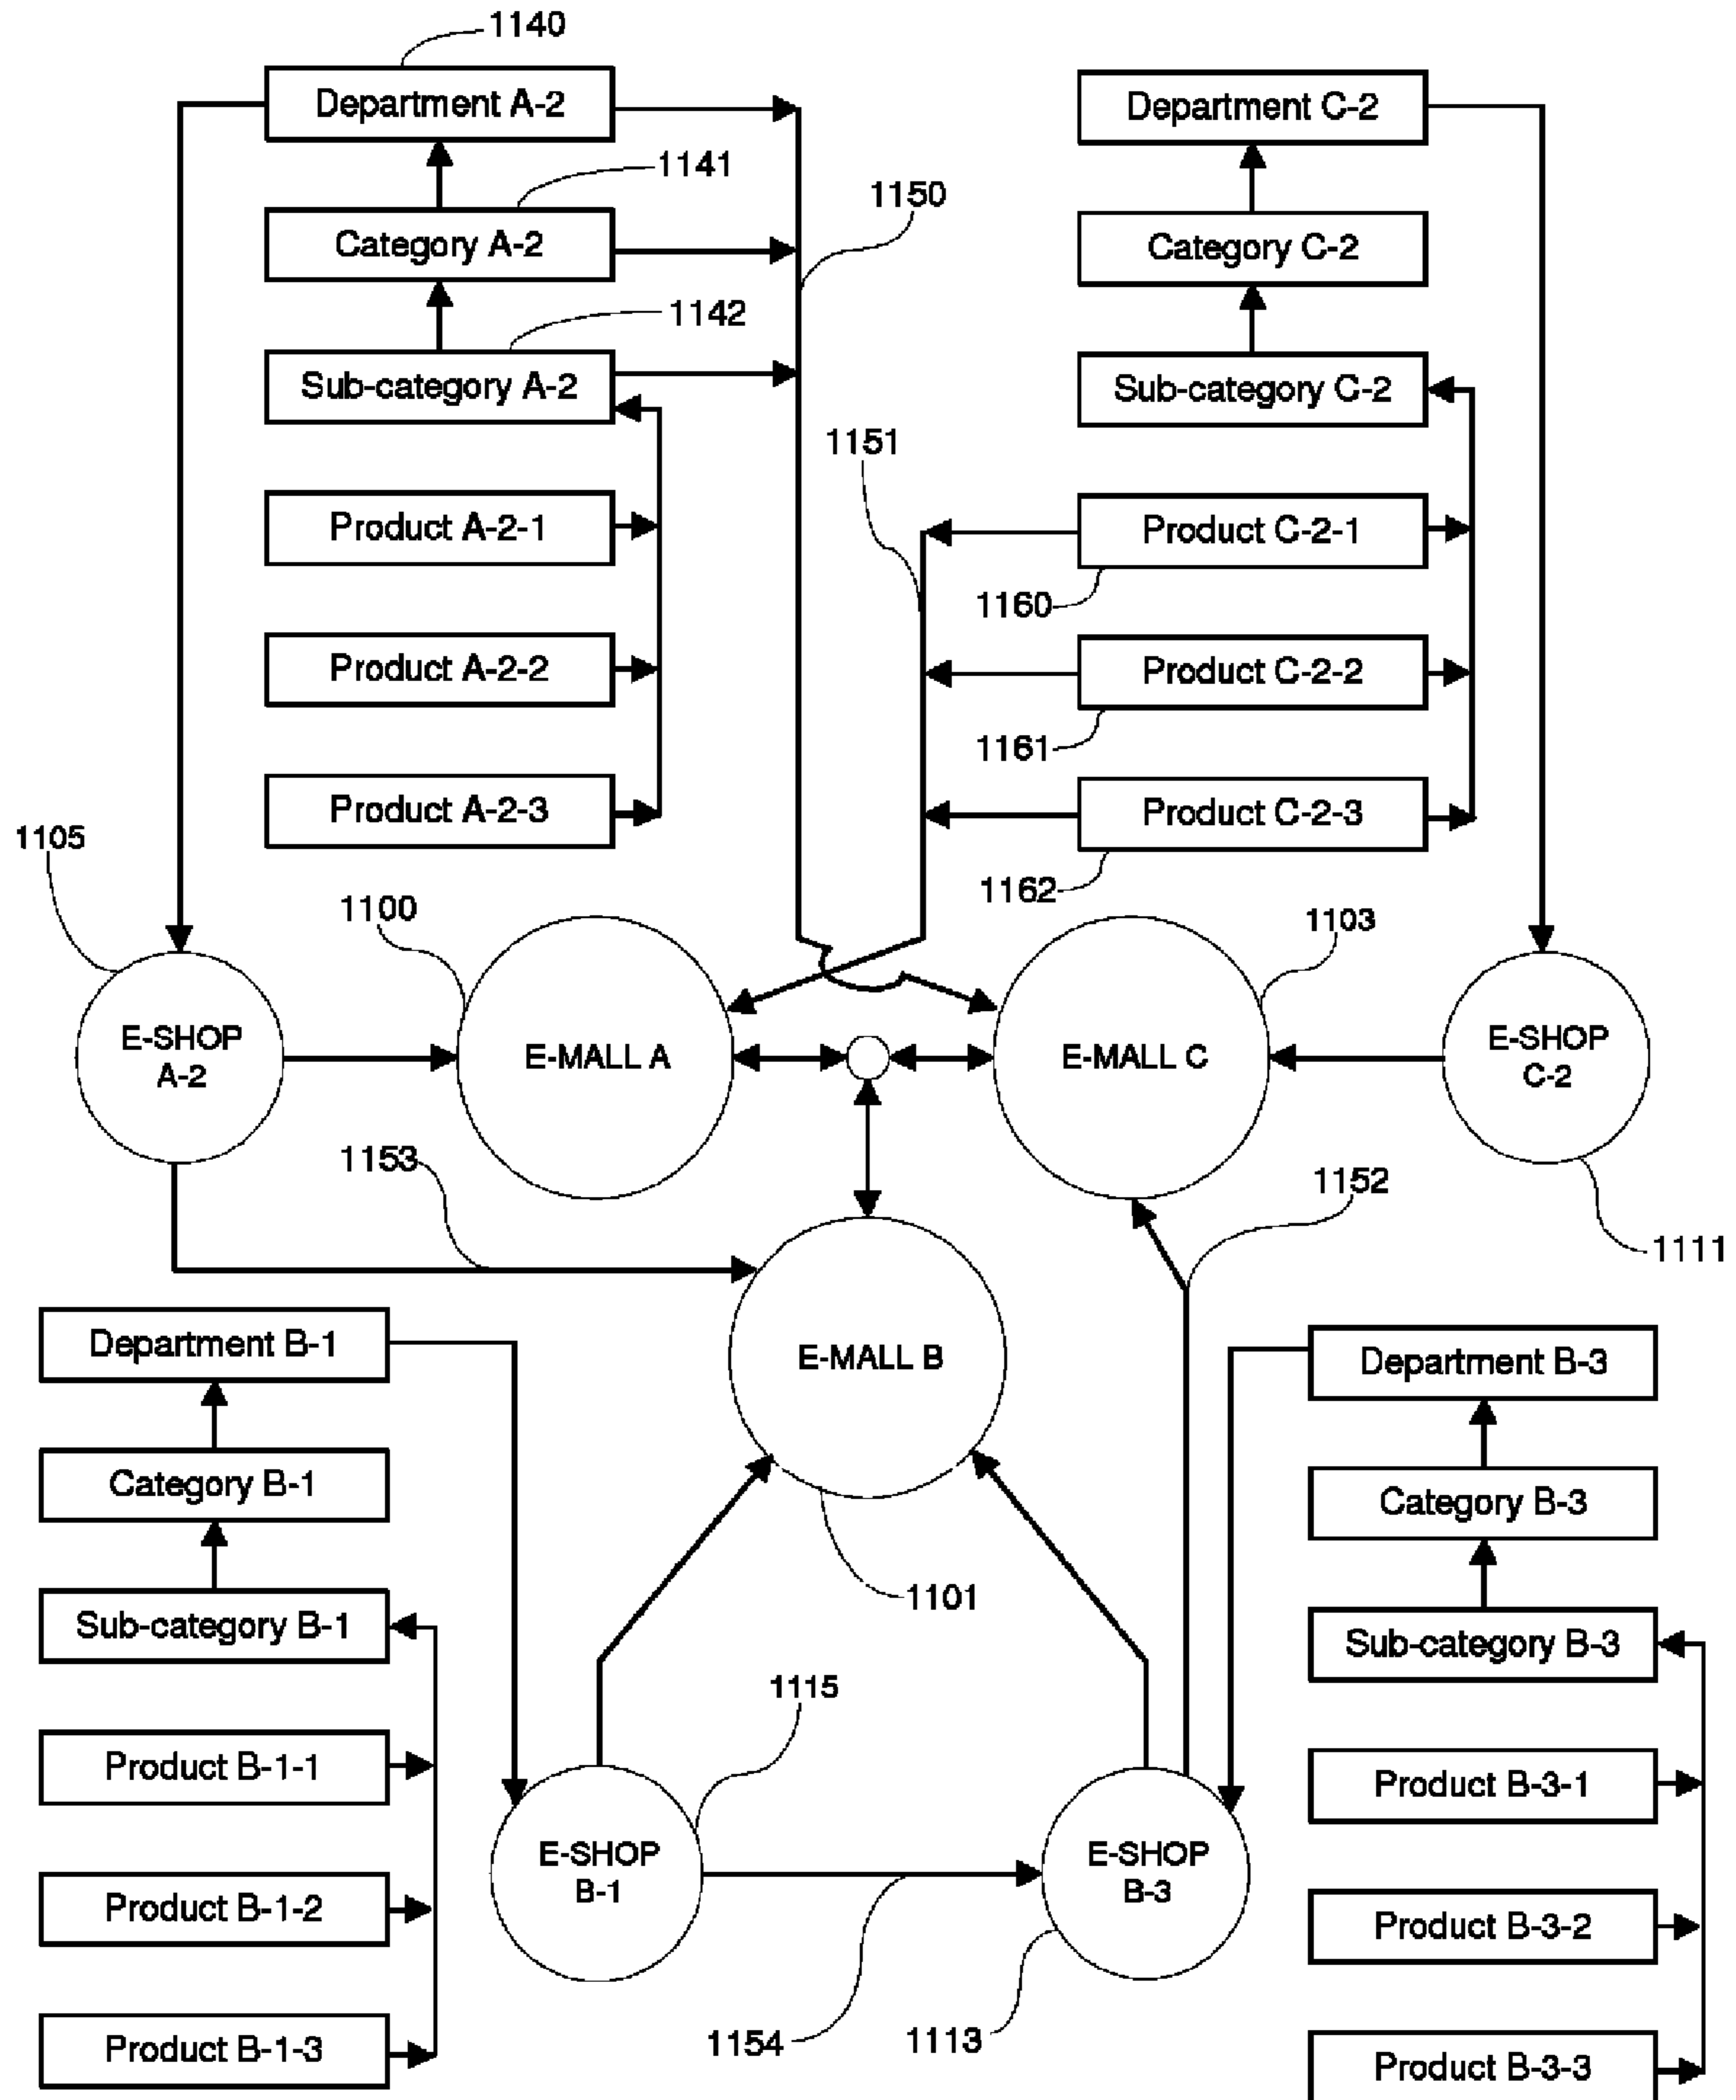 1140
Department A-2
Department C-2
1141
1150
Category A-2
Category C-2
1142
Sub-category A-2
Sub-category C-2
1151
Product A-2-1
Product C-2-1
1160
Product A-2-2
Product C-2-2
1161
Product A-2-3
Product C-2-3
1105
1162
1100
1103
E-SHOP
A-2
E-MALL A
E-MALL C
E-SHOP
C-2
1153
1152
1111
Department B-1
E-MALL B
Department B-3
Category B-1
Category B-3
1101
Sub-category B-1
Sub-category B-3
1115
Product B-1-1
Product B-3-1
E-SHOP
B-1
E-SHOP
B-3
Product B-1-2
Product B-3-2
1154
1113
Product B-1-3
Product B-3-3